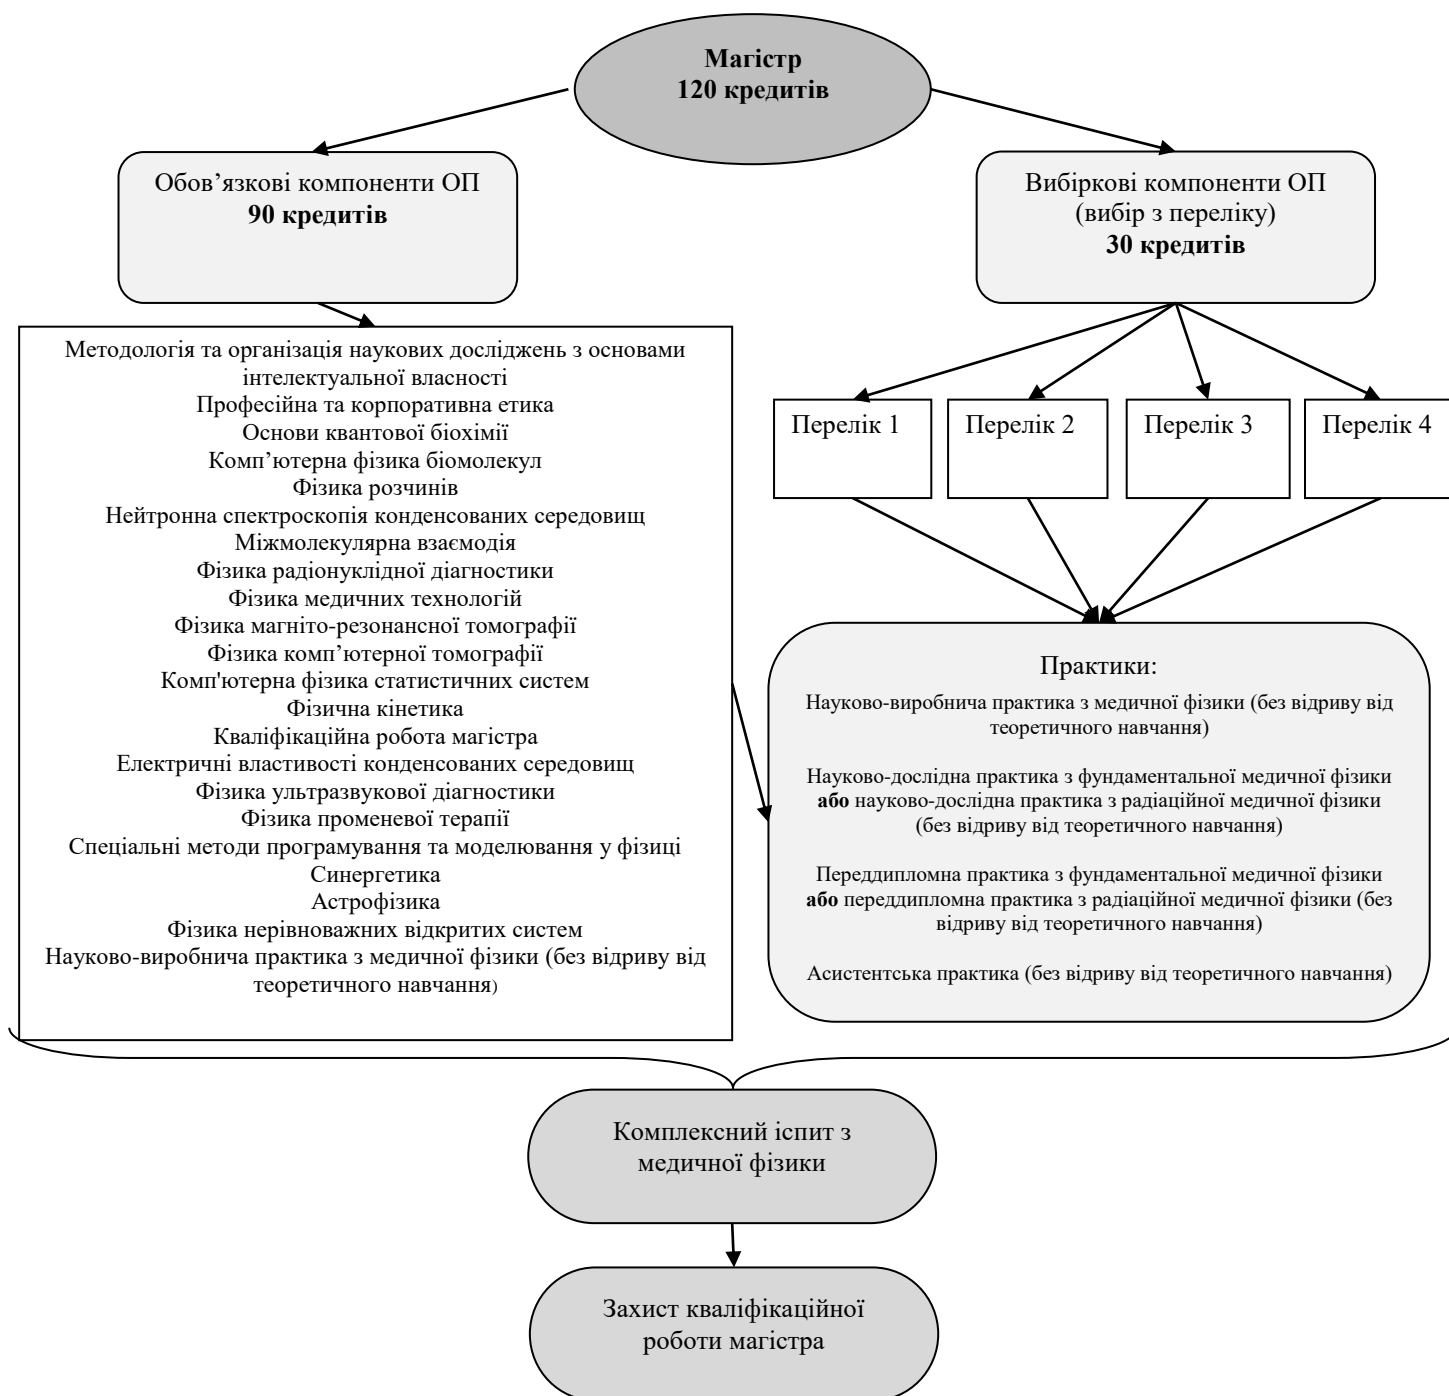 Магістр
120 кредитів
Обов’язкові компоненти ОП
90 кредитів
Вибіркові компоненти ОП
(вибір з переліку)
30 кредитів
Методологія та організація наукових досліджень з основами
інтелектуальної власності
Професійна та корпоративна етика
Основи квантової біохімії
Комп’ютерна фізика біомолекул
Фізика розчинів
Нейтронна спектроскопія конденсованих середовищ
Міжмолекулярна взаємодія
Фізика радіонуклідної діагностики
Фізика медичних технологій
Фізика магніто-резонансної томографії
Фізика комп’ютерної томографії
Комп'ютерна фізика статистичних систем
Фізична кінетика
Кваліфікаційна робота магістра
Електричні властивості конденсованих середовищ
Фізика ультразвукової діагностики
Фізика променевої терапії
Спеціальні методи програмування та моделювання у фізиці
Синергетика
Астрофізика
Фізика нерівноважних відкритих систем
Науково-виробнича практика з медичної фізики (без відриву від
теоретичного навчання)
Перелік 1
Перелік 2
Перелік 3
Перелік 4
Практики:
Науково-виробнича практика з медичної фізики (без відриву від
теоретичного навчання)
Науково-дослідна практика з фундаментальної медичної фізики
або науково-дослідна практика з радіаційної медичної фізики
(без відриву від теоретичного навчання)
Переддипломна практика з фундаментальної медичної фізики
або переддипломна практика з радіаційної медичної фізики (без
відриву від теоретичного навчання)
Асистентська практика (без відриву від теоретичного навчання)
Комплексний іспит з
медичної фізики
Захист кваліфікаційної
роботи магістра